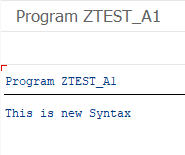 Program ZTEST_A1
Program ZTEST_A1
This is new Syntax